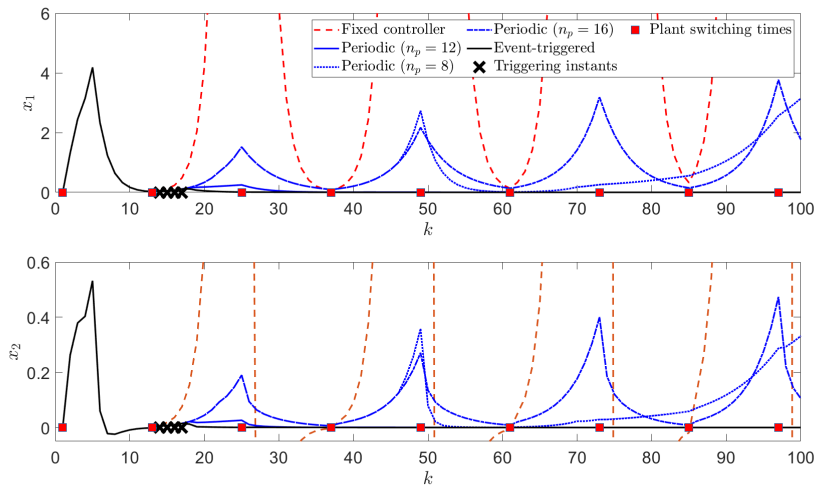 6
4
2
0
x₁
Fixed controller
Periodic (nₚ = 12)
Periodic (nₚ = 8)
Periodic (nₚ = 16)
Event-triggered
Triggering instants
Plant switching times
0 10 20 30 40 50 60 70 80 90 100
k
0.6
0.4
0.2
0
x₂
0 10 20 30 40 50 60 70 80 90 100
k